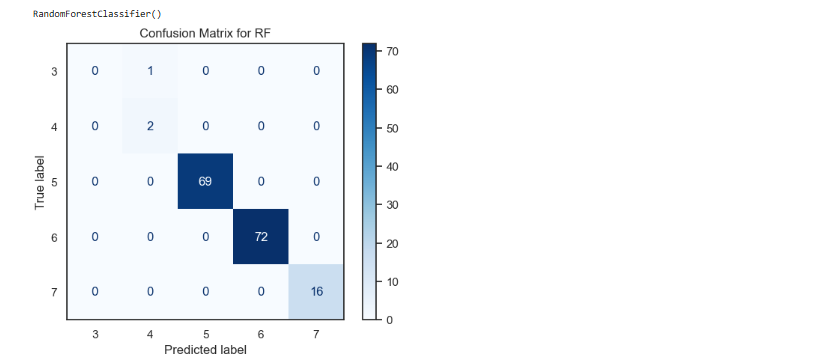 RandomForestClassifier()
Confusion Matrix for RF
3 0 1 0 0 0
4 0 2 0 0 0
5 0 0 69 0 0
6 0 0 0 72 0
7 0 0 0 0 16
3 4 5 6 7
Predicted label
True label
70
60
50
40
30
20
10
0